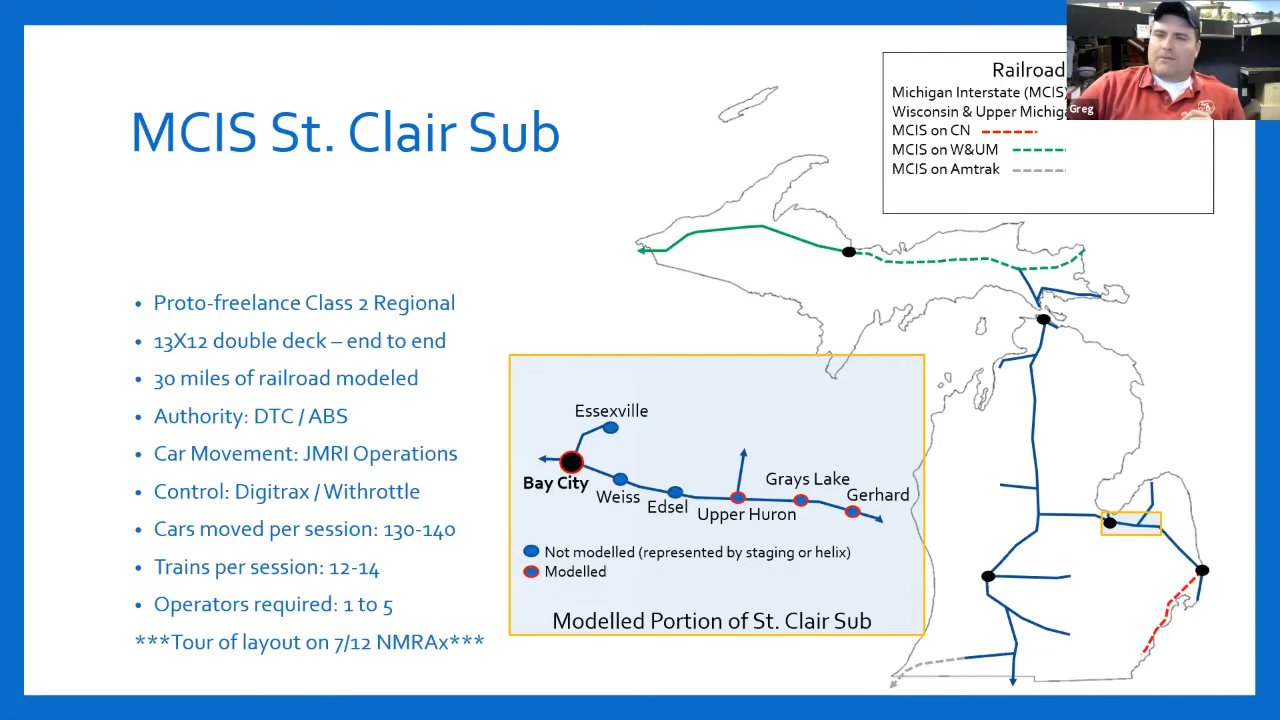 MCIS St. Clair Sub
• Proto-freelance Class 2 Regional
• 13X12 double deck – end to end
• 30 miles of railroad modeled
• Authority: DTC / ABS
• Car Movement: JMRI Operations
• Control: Digitrax / Withrottle
• Cars moved per session: 130-140
• Trains per session: 12-14
• Operators required: 1 to 5
***Tour of layout on 7/12 NMRAx***
Railroad
Michigan Interstate (MCIS)
Wisconsin & Upper
MCIS on CN
MCIS on W&UM
MCIS on Amtrak
Greg
Essexville
Bay City
Weiss
Edsel
Upper Huron
Grays Lake
Gerhard
Not modelled (represented by staging or helix)
Modelled
Modelled Portion of St. Clair Sub